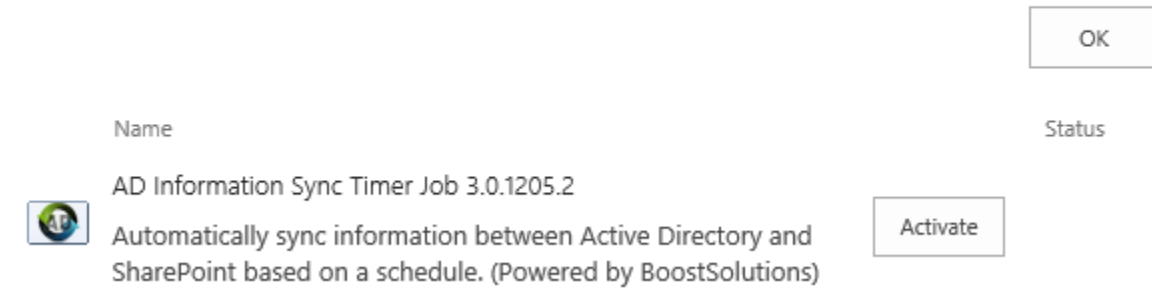 OK
Name Status
AD Information Sync Timer Job 3.0.1205.2
AD
Activate
Automatically sync information between Active Directory and
SharePoint based on a schedule. (Powered by BoostSolutions)